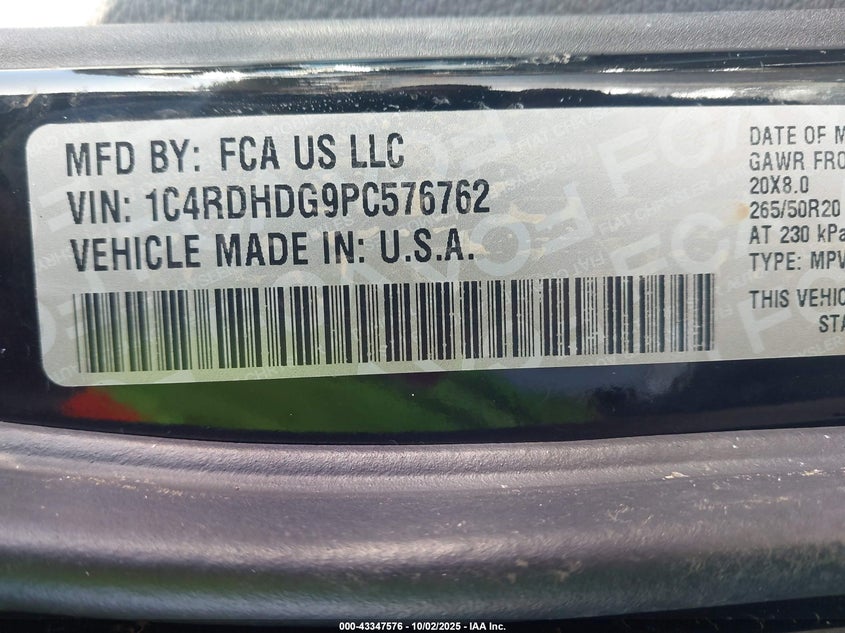 MFD BY: FCA US LLC
VIN: 1C4RDHDG9PC576762
VEHICLE MADE IN: U.S.A.
DATE OF M
GAWR FRO
20X8.0
265/50R20
AT 230 kPa
TYPE: MPV
THIS VEHIC
STA
000-43347576 | 10/02/2025 - IAA Inc.